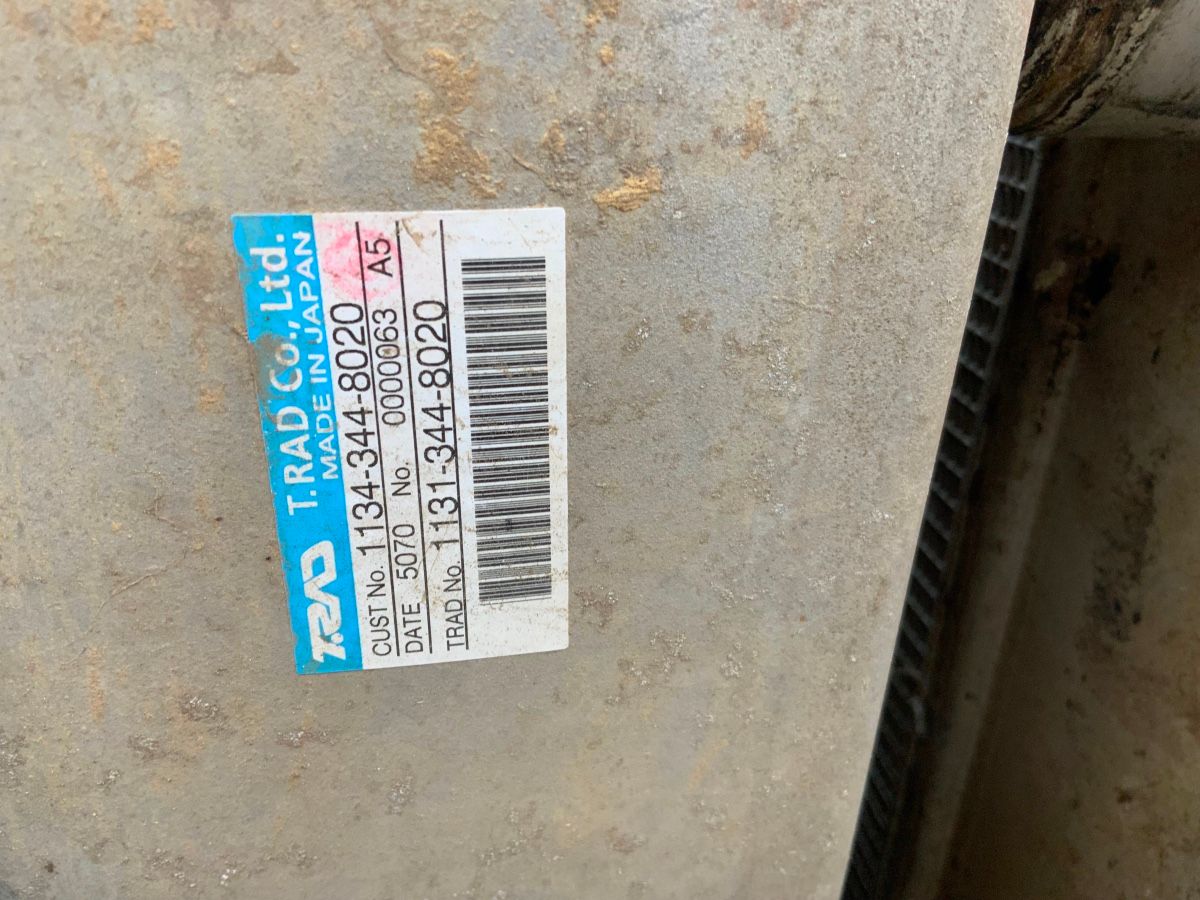 T.RAD T.RAD Co., Ltd.
MADE IN JAPAN
CUST No. 1134-344-8020
DATE 5070 No. 0000063 A5
TRAD No. 1131-344-8020